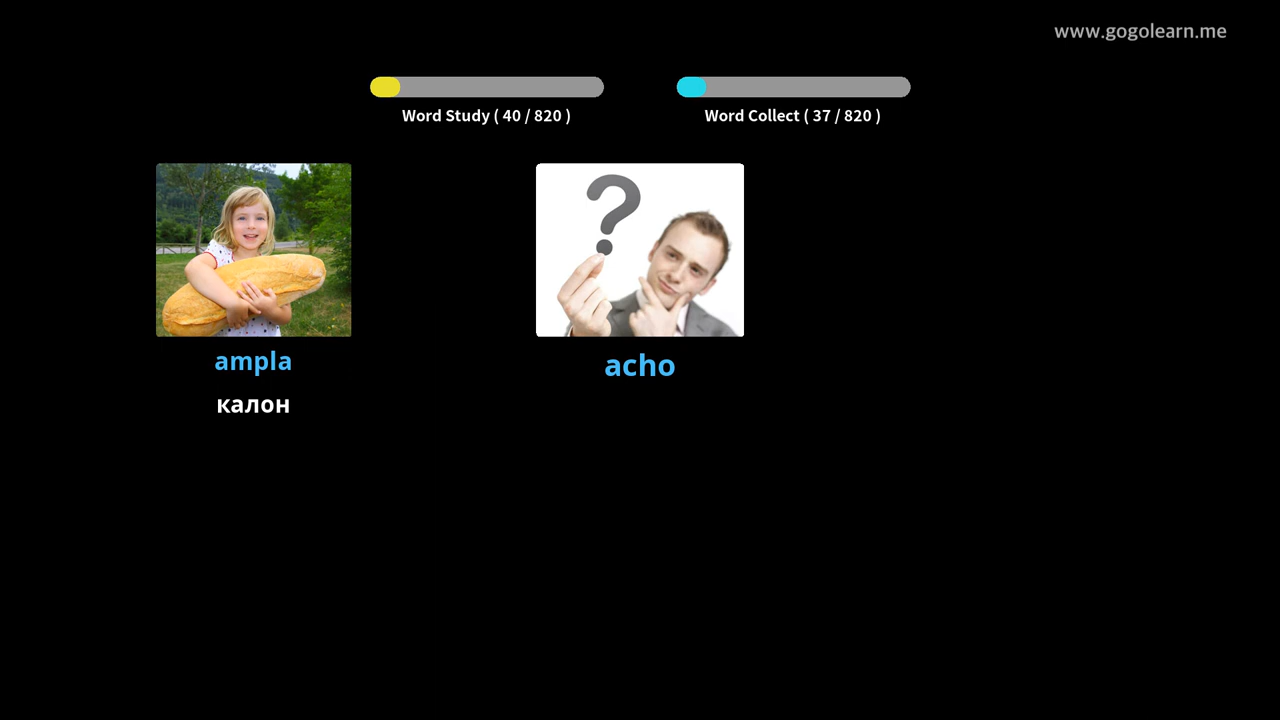 www.gogolearn.me
Word Study ( 40 / 820 )
Word Collect ( 37 / 820 )
ampla
калон
acho